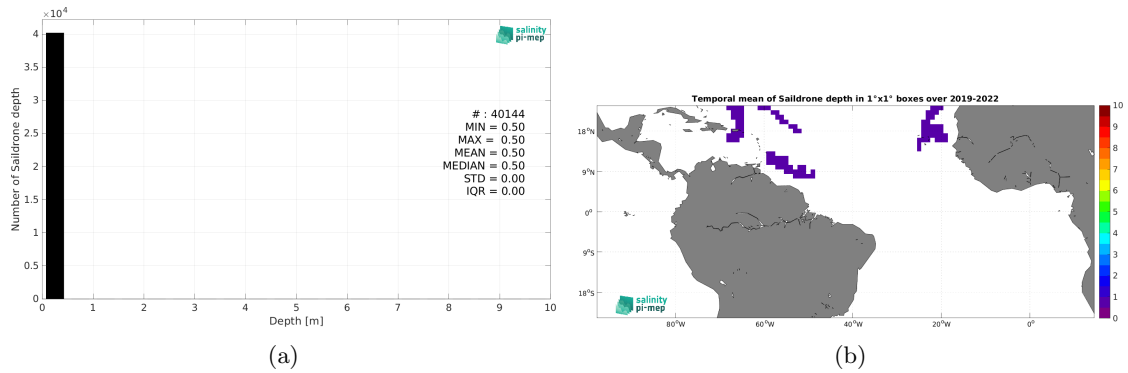 ×10⁴
4
3.5
3
2.5
2
1.5
1
0.5
0
Number of Saildrone depth
salinity
pi-mep
# : 40144
MIN = 0.50
MAX = 0.50
MEAN = 0.50
MEDIAN = 0.50
STD = 0.00
IQR = 0.00
0 1 2 3 4 5 6 7 8 9 10
Depth [m]
(a)
Temporal mean of Saildrone depth in 1°x1° boxes over 2019-2022
18°N
9°N
0°
9°S
18°S
salinity
pi-mep
80°W 60°W 40°W 20°W 0°
10
9
8
7
6
5
4
3
2
1
0
(b)